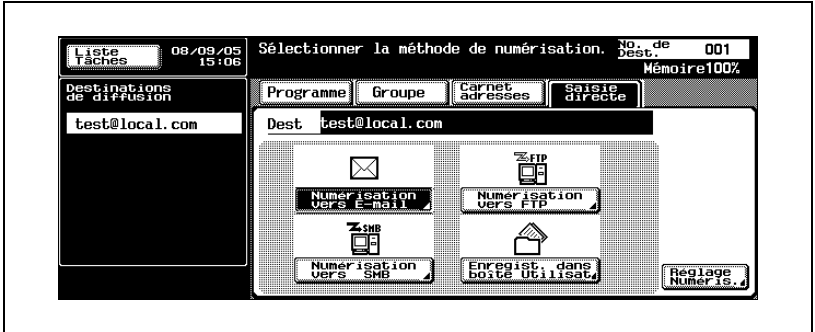 Liste
Tâches
08/09/05
15:06
Sélectionner la méthode de numérisation.
No. de
Dest.
001
Mémoire100%
Destinations
de diffusion
test@local.com
Programme
Groupe
Carnet
adresses
Saisie
directe
Dest test@local.com
Numérisation
vers E-mail
FTP
Numérisation
vers FTP
SMB
Numérisation
vers SMB
Enregist. dans
boîte Utilisat.
Réglage
Numéris.